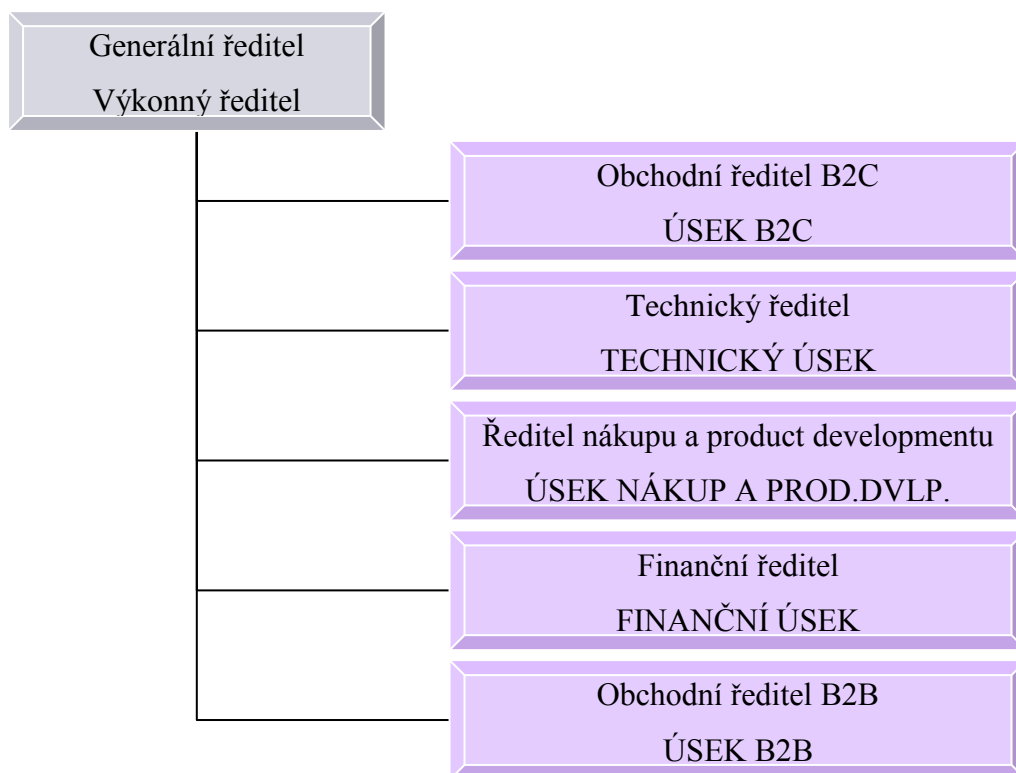 Generální ředitel
Výkonný ředitel
Obchodní ředitel B2C
ÚSEK B2C
Technický ředitel
TECHNICKÝ ÚSEK
Ředitel nákupu a product developmentu
ÚSEK NÁKUP A PROD.DVLP.
Finanční ředitel
FINANČNÍ ÚSEK
Obchodní ředitel B2B
ÚSEK B2B